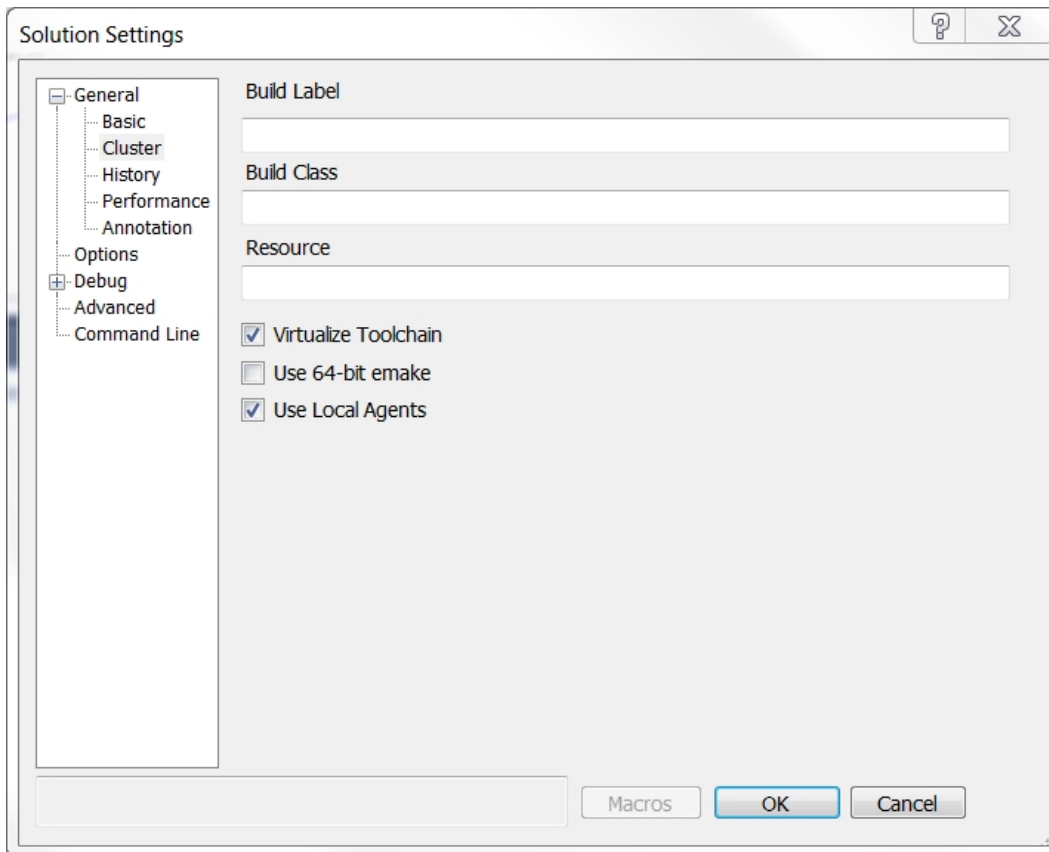 Solution Settings
General
Basic
Cluster
History
Performance
Annotation
Options
Debug
Advanced
Command Line
Build Label
Build Class
Resource
Virtualize Toolchain
Use 64-bit emake
Use Local Agents
Macros
OK
Cancel